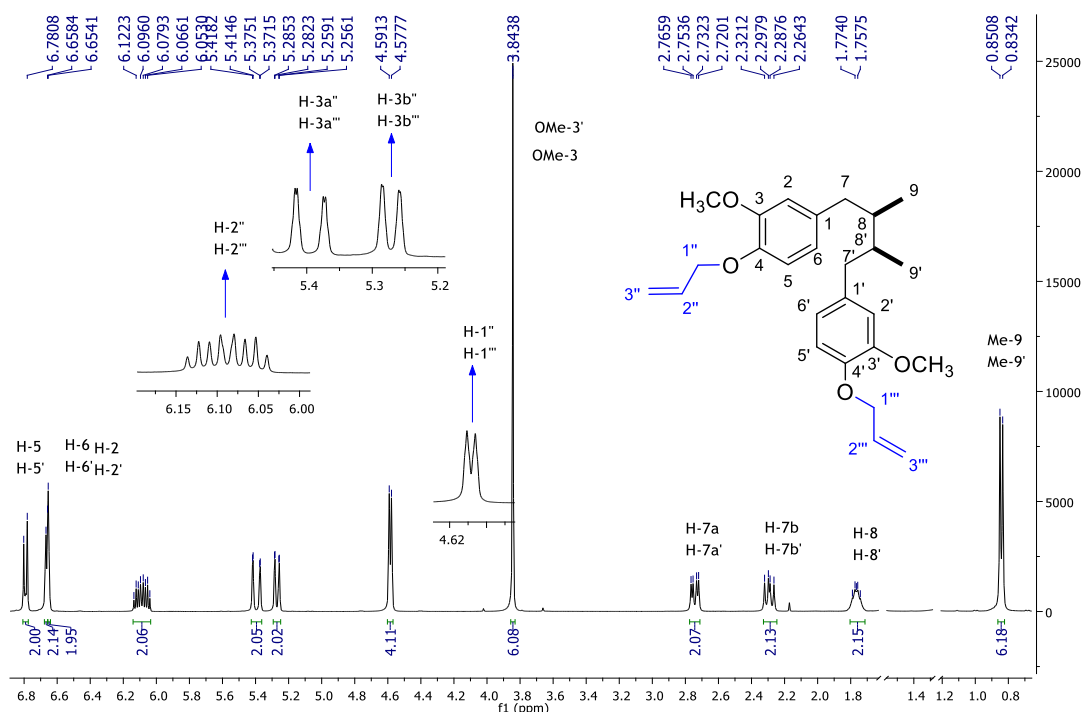 6.7808
6.6584
6.6541
6.1223
6.0960
6.0793
6.0661
6.0530
5.4182
5.4146
5.3751
5.3715
5.2853
5.2823
5.2591
5.2561
4.5913
4.5777
3.8438
2.7659
2.7536
2.7323
2.7201
2.3212
2.2979
2.2876
2.2643
1.7740
1.7575
0.8508
0.8342
25000
20000
15000
10000
5000
0
H-3a''
H-3a'''
H-3b''
H-3b'''
OMe-3'
OMe-3
5.4 5.3 5.2
H-2''
H-2'''
6.15 6.10 6.05 6.00
H-1''
H-1'''
4.62
H3CO
3
2
7
9
1
8
8'
1''
O
4
5
6
7'
9'
3''
2''
1'
6'
2'
5'
4'
3'
OCH3
O
1'''
2'''
3'''
Me-9
Me-9'
H-5
H-5'
H-6
H-6'
H-2
H-2'
H-7a
H-7a'
H-7b
H-7b'
H-8
H-8'
2.00
2.14
1.95
2.06
2.05
2.02
4.11
6.08
2.07
2.13
2.15
6.18
6.8 6.6 6.4 6.2 6.0 5.8 5.6 5.4 5.2 5.0 4.8 4.6 4.4 4.2 4.0 3.8 3.6 3.4 3.2 3.0 2.8 2.6 2.4 2.2 2.0 1.8 1.4 1.2 1.0 0.8
f1 (ppm)